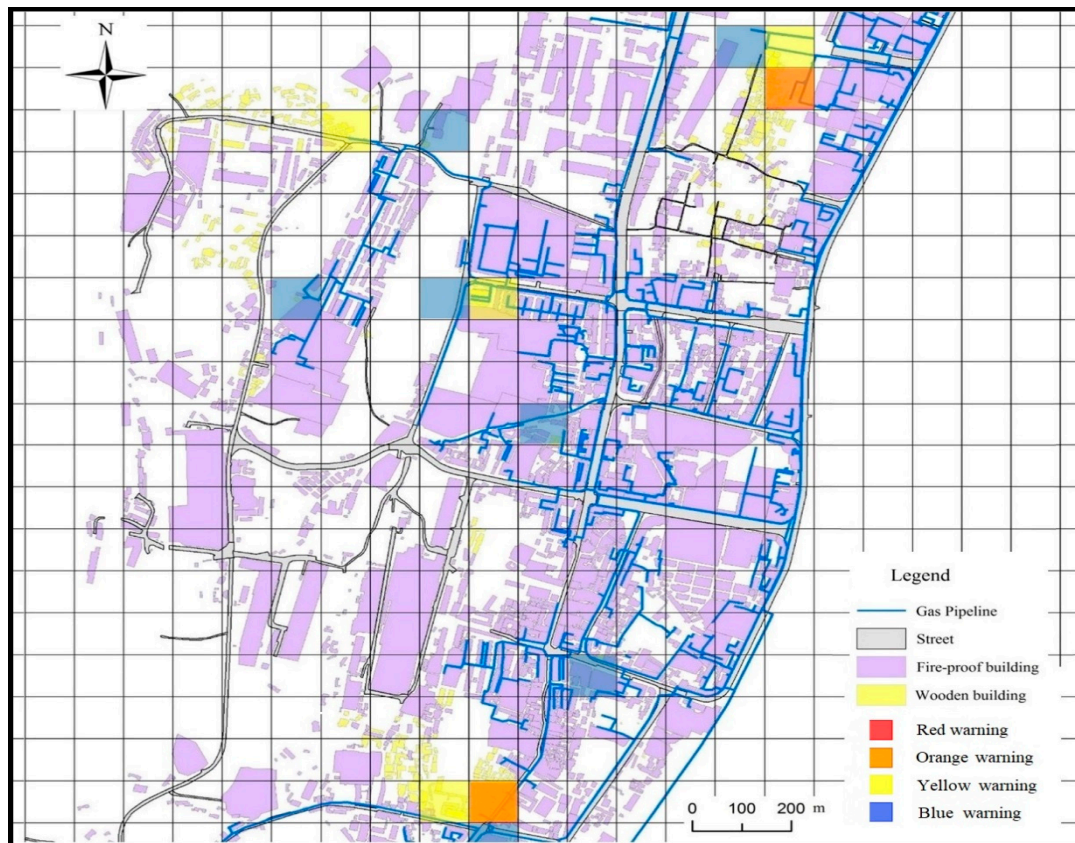 N
Legend
Gas Pipeline
Street
Fire-proof building
Wooden building
Red warning
Orange warning
Yellow warning
Blue warning
0 100 200 m